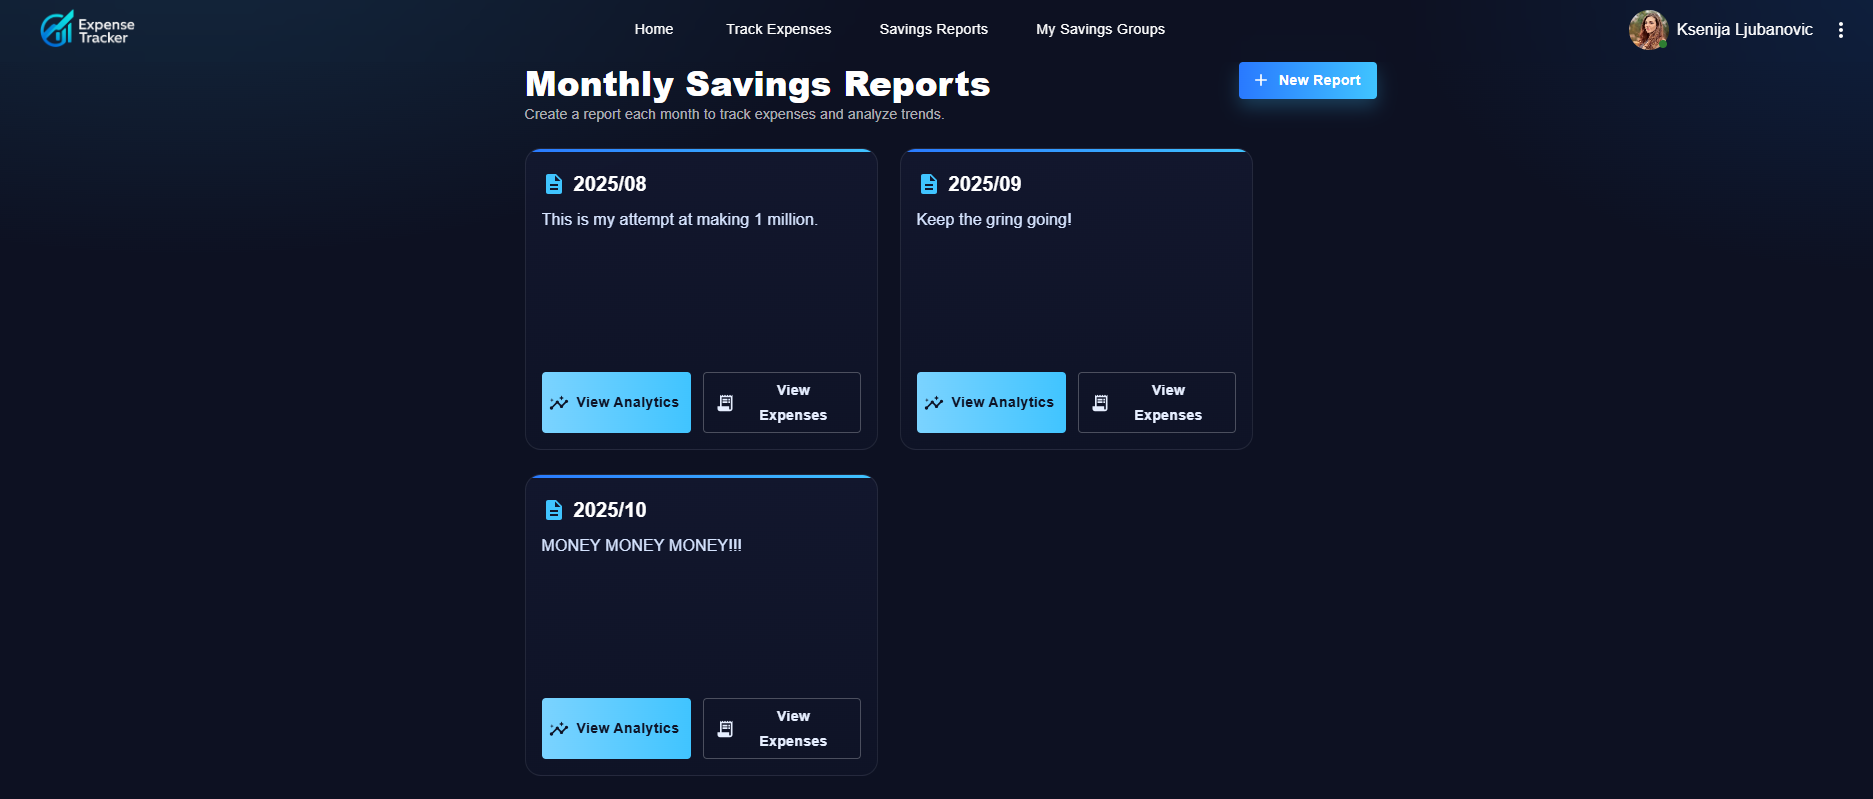 Expense
Tracker
Home
Track Expenses
Savings Reports
My Savings Groups
Ksenija Ljubanovic
Monthly Savings Reports
+ New Report
Create a report each month to track expenses and analyze trends.
2025/08
This is my attempt at making 1 million.
View Analytics
View
Expenses
2025/09
Keep the gring going!
View Analytics
View
Expenses
2025/10
MONEY MONEY MONEY!!!
View Analytics
View
Expenses